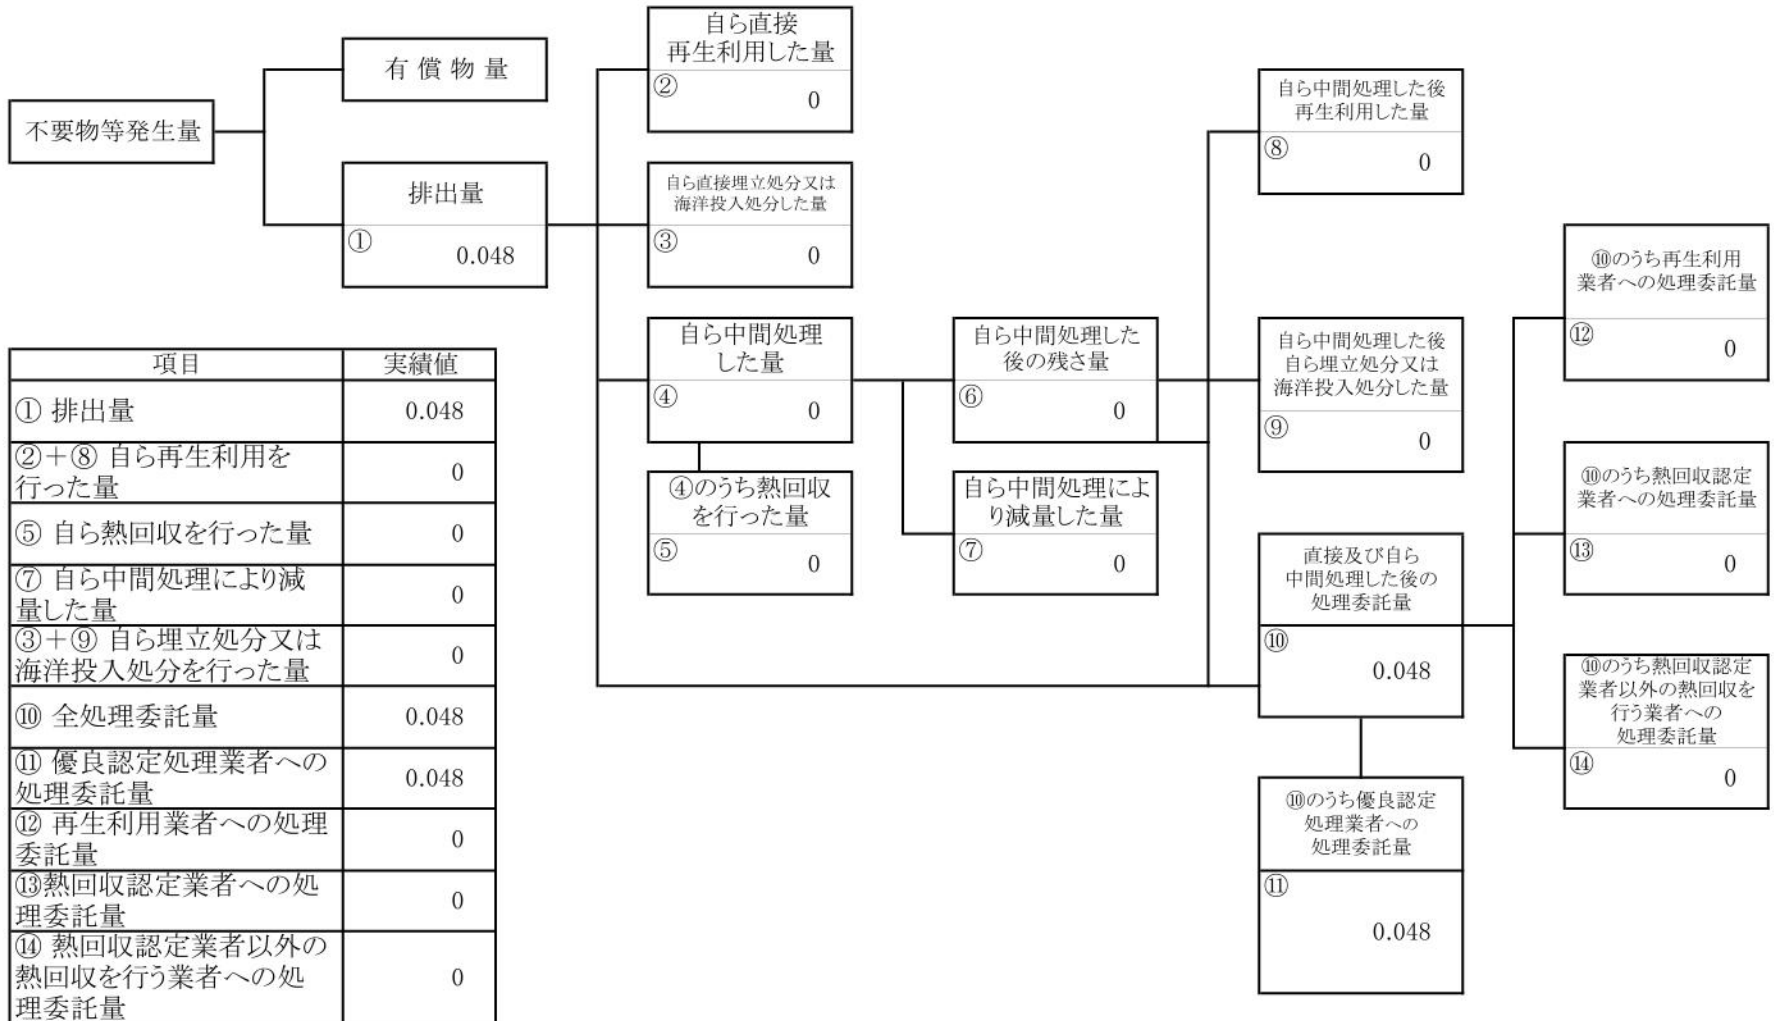 不要物等発生量
有 償 物 量
排出量
①
0.048
自ら直接
再生利用した量
②
0
自ら直接埋立処分又は
海洋投入処分した量
③
0
自ら中間処理
した量
④
0
④のうち熱回収
を行った量
⑤
0
自ら中間処理した
後の残さ量
⑥
0
自ら中間処理によ
り減量した量
⑦
0
自ら中間処理した後
再生利用した量
⑧
0
自ら中間処理した後
自ら埋立処分又は
海洋投入処分した量
⑨
0
直接及び自ら
中間処理した後の
処理委託量
⑩
0.048
⑩のうち優良認定
処理業者への
処理委託量
⑪
0.048
⑩のうち再生利用
業者への処理委託量
⑫
0
⑩のうち熱回収認定
業者への処理委託量
⑬
0
⑩のうち熱回収認定
業者以外の熱回収を
行う業者への
処理委託量
⑭
0
項目 実績値
① 排出量 0.048
②＋⑧ 自ら再生利用を
行った量 0
⑤ 自ら熱回収を行った量 0
⑦ 自ら中間処理により減
量した量 0
③＋⑨ 自ら埋立処分又は
海洋投入処分を行った量 0
⑩ 全処理委託量 0.048
⑪ 優良認定処理業者への
処理委託量 0.048
⑫ 再生利用業者への処理
委託量 0
⑬熱回収認定業者への処
理委託量 0
⑭ 熱回収認定業者以外の
熱回収を行う業者への処
理委託量 0